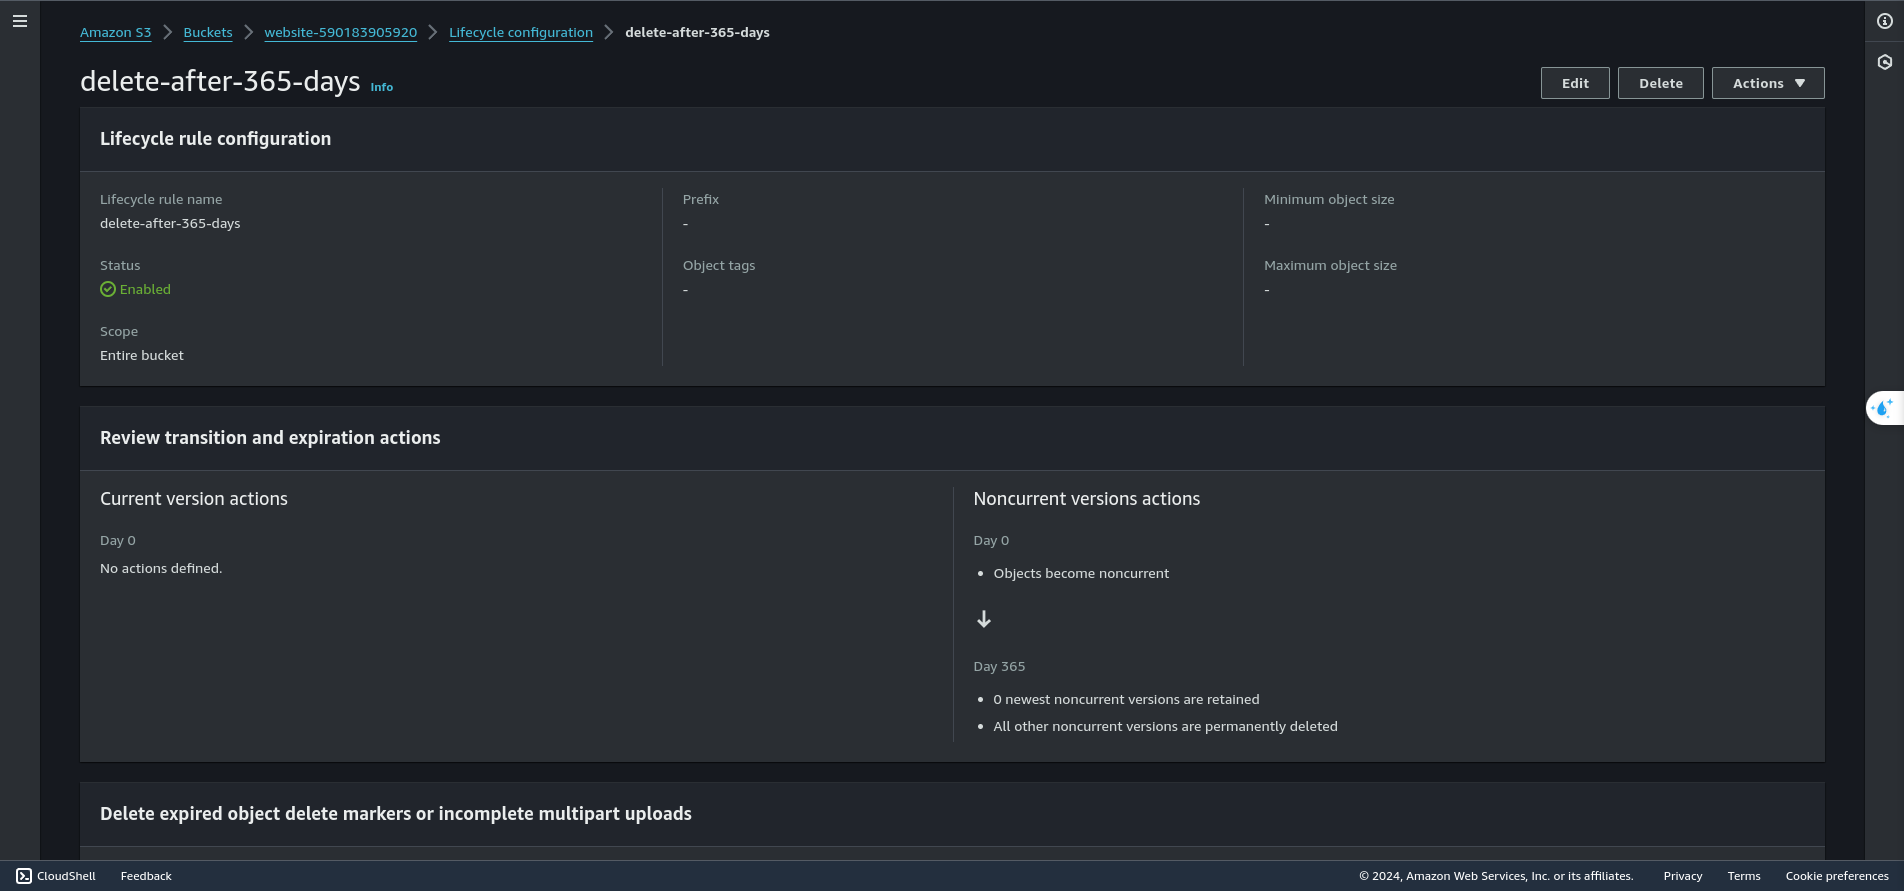 Amazon S3 Buckets website-590183905920 Lifecycle configuration delete-after-365-days
delete-after-365-days Info
Edit Delete Actions
Lifecycle rule configuration
Lifecycle rule name
delete-after-365-days
Status
Enabled
Scope
Entire bucket
Prefix
-
Object tags
-
Minimum object size
-
Maximum object size
-
Review transition and expiration actions
Current version actions
Day 0
No actions defined.
Noncurrent versions actions
Day 0
• Objects become noncurrent
Day 365
• 0 newest noncurrent versions are retained
• All other noncurrent versions are permanently deleted
Delete expired object delete markers or incomplete multipart uploads
CloudShell Feedback © 2024, Amazon Web Services, Inc. or its affiliates. Privacy Terms Cookie preferences